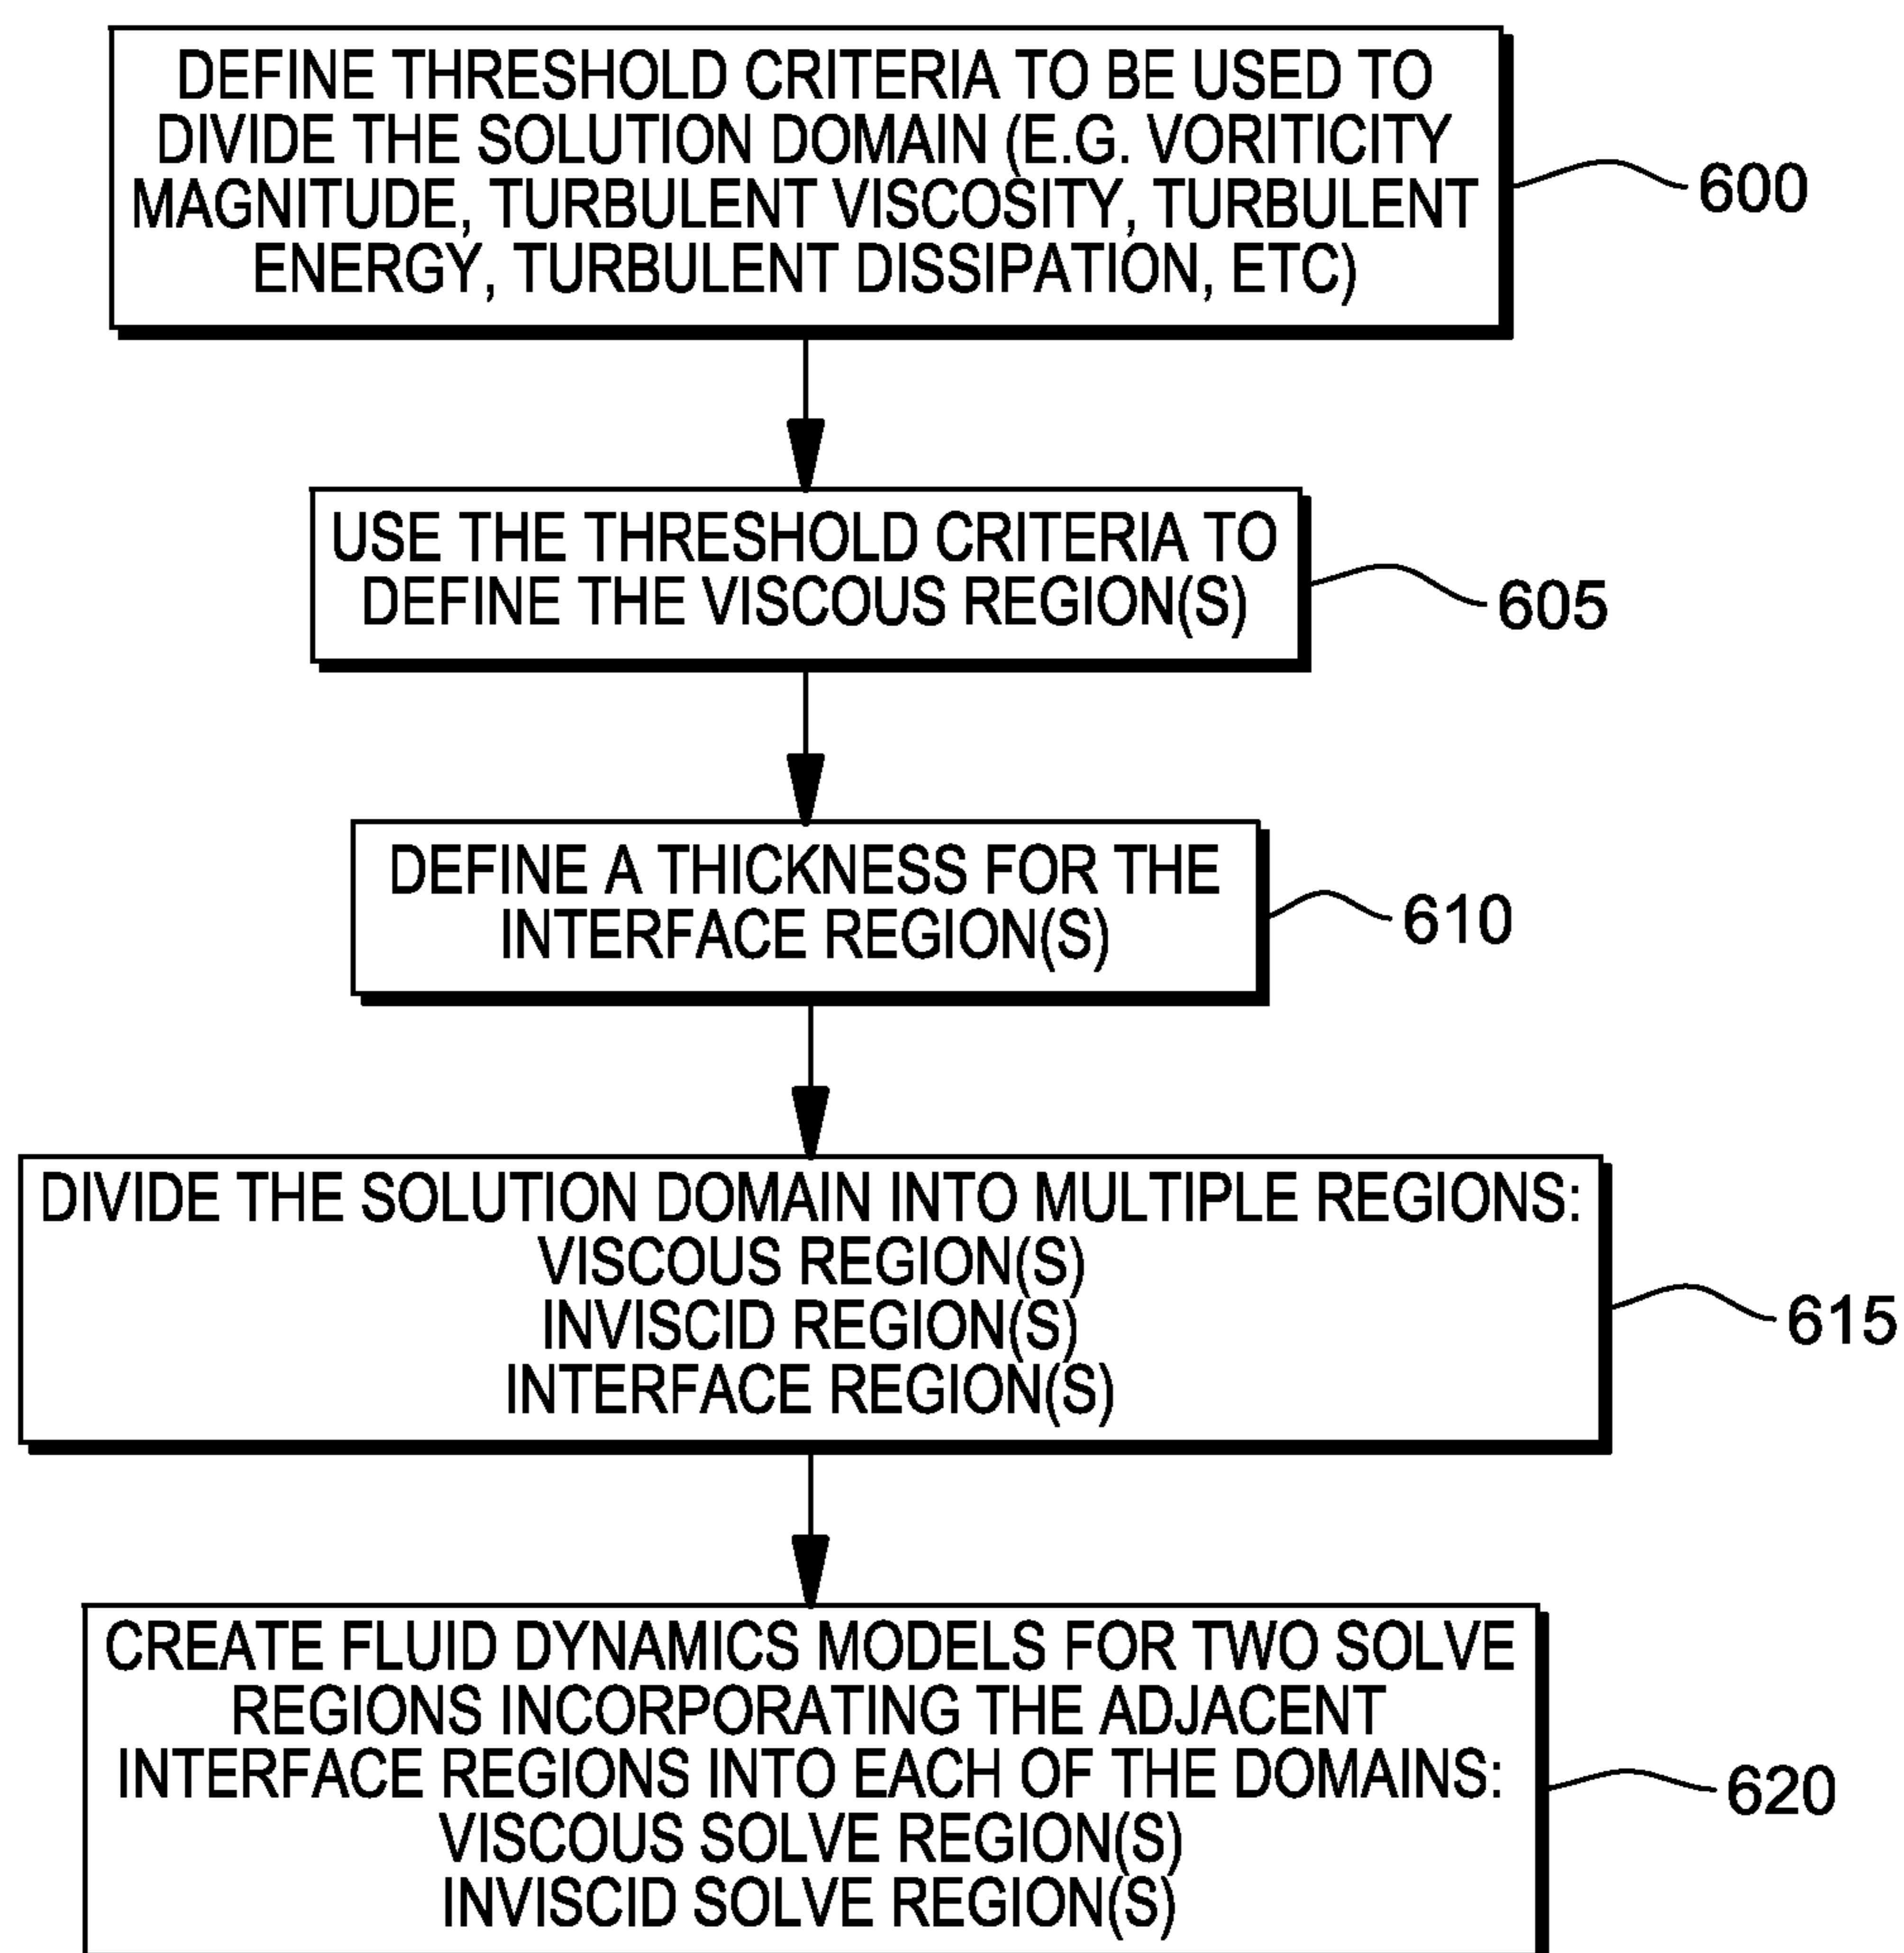 DEFINE THRESHOLD CRITERIA TO BE USED TO
DIVIDE THE SOLUTION DOMAIN (E.G. VORITICITY
MAGNITUDE, TURBULENT VISCOSITY, TURBULENT
ENERGY, TURBULENT DISSIPATION, ETC)
600
USE THE THRESHOLD CRITERIA TO
DEFINE THE VISCOUS REGION(S)
605
DEFINE A THICKNESS FOR THE
INTERFACE REGION(S)
610
DIVIDE THE SOLUTION DOMAIN INTO MULTIPLE REGIONS:
VISCOUS REGION(S)
INVISCID REGION(S)
INTERFACE REGION(S)
615
CREATE FLUID DYNAMICS MODELS FOR TWO SOLVE
REGIONS INCORPORATING THE ADJACENT
INTERFACE REGIONS INTO EACH OF THE DOMAINS:
VISCOUS SOLVE REGION(S)
INVISCID SOLVE REGION(S)
620